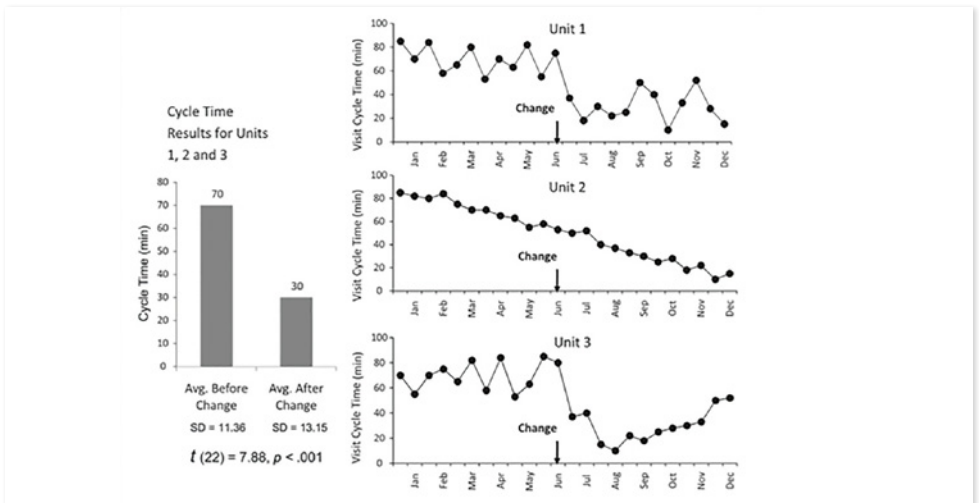 Cycle Time
Results for Units
1, 2 and 3
80
70
60
50
40
30
20
10
0
Cycle Time (min)
70
30
Avg. Before
Change
Avg. After
Change
SD = 11.36
SD = 13.15
t (22) = 7.88, p < .001
Unit 1
Visit Cycle Time (min)
100
80
60
40
20
0
Change
Jan
Feb
Mar
Apr
May
Jun
Jul
Aug
Sep
Oct
Nov
Dec
Unit 2
Visit Cycle Time (min)
100
80
60
40
20
0
Change
Jan
Feb
Mar
Apr
May
Jun
Jul
Aug
Sep
Oct
Nov
Dec
Unit 3
Visit Cycle Time (min)
100
80
60
40
20
0
Change
Jan
Feb
Mar
Apr
May
Jun
Jul
Aug
Sep
Oct
Nov
Dec